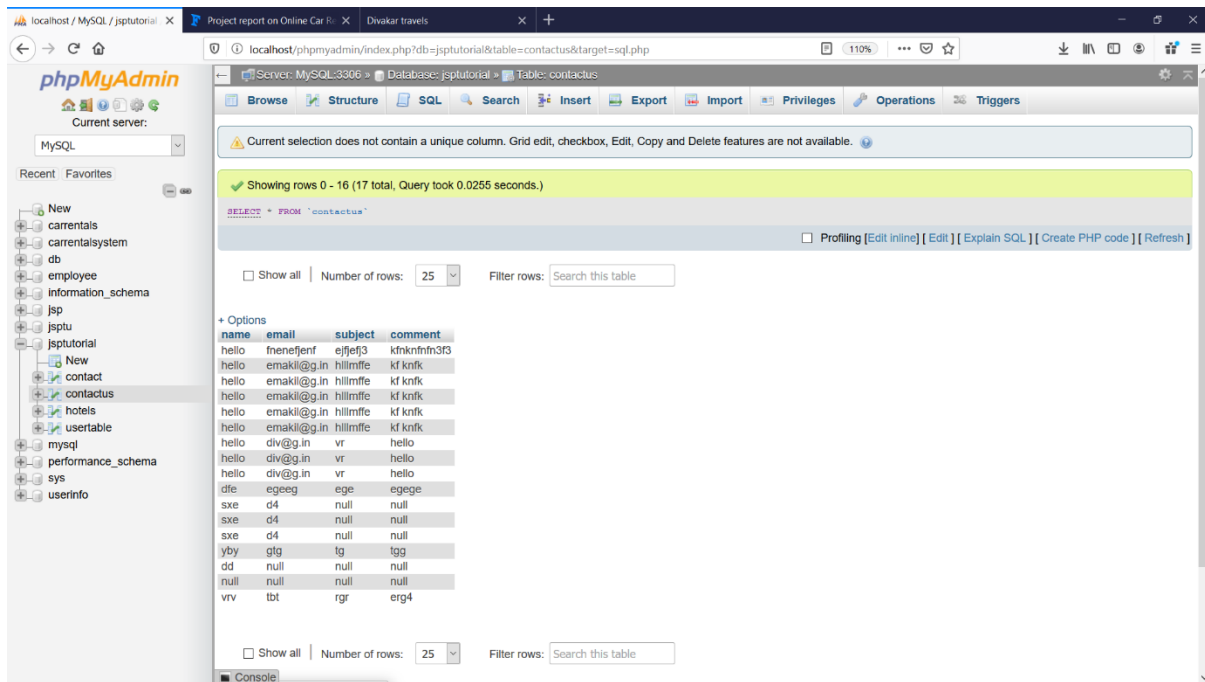 localhost / MySQL / jsptutorial
Project report on Online Car Re
Divakar travels
localhost/phpmyadmin/index.php?db=jsptutorial&table=contactus&target=sql.php
110%
phpMyAdmin
Current server:
MySQL
Recent Favorites
New
carrentals
carrentalsystem
db
employee
information_schema
jsp
jsptu
jsptutorial
New
contact
contactus
hotels
usertable
mysql
performance_schema
sys
userinfo
Server: MySQL:3306 » Database: jsptutorial » Table: contactus
Browse Structure SQL Search Insert Export Import Privileges Operations Triggers
Current selection does not contain a unique column. Grid edit, checkbox, Edit, Copy and Delete features are not available.
Showing rows 0 - 16 (17 total, Query took 0.0255 seconds.)
SELECT * FROM `contactus`
Profiling [Edit inline] [ Edit ] [ Explain SQL ] [ Create PHP code ] [ Refresh ]
Show all Number of rows: 25 Filter rows: Search this table
+ Options
name email subject comment
hello fnenefjenf ejfjefj3 kfnknfnfn3f3
hello emakil@g.in hlllmffe kf knfk
hello emakil@g.in hlllmffe kf knfk
hello emakil@g.in hlllmffe kf knfk
hello emakil@g.in hlllmffe kf knfk
hello emakil@g.in hlllmffe kf knfk
hello div@g.in vr hello
hello div@g.in vr hello
hello div@g.in vr hello
dfe egeeg ege egege
sxe d4 null null
sxe d4 null null
sxe d4 null null
yby gtg tg tgg
dd null null null
null null null null
vrv tbt rgr erg4
Show all Number of rows: 25 Filter rows: Search this table
Console